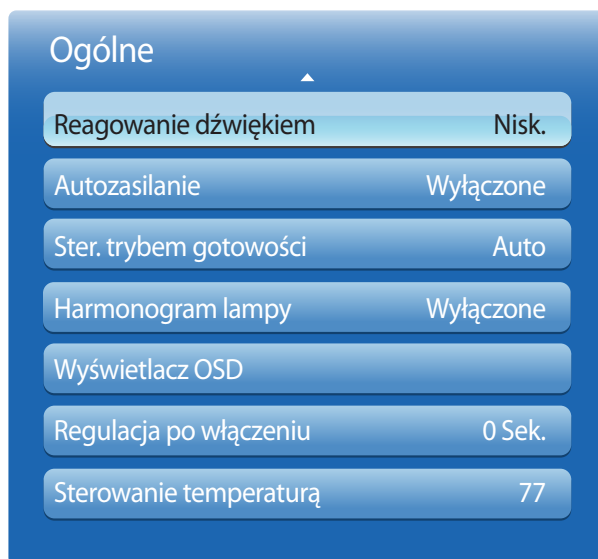 Ogólne
Reagowanie dźwiękiem Nisk.
Autozasilanie Wyłączone
Ster. trybem gotowości Auto
Harmonogram lampy Wyłączone
Wyświetlacz OSD
Regulacja po włączeniu 0 Sek.
Sterowanie temperaturą 77